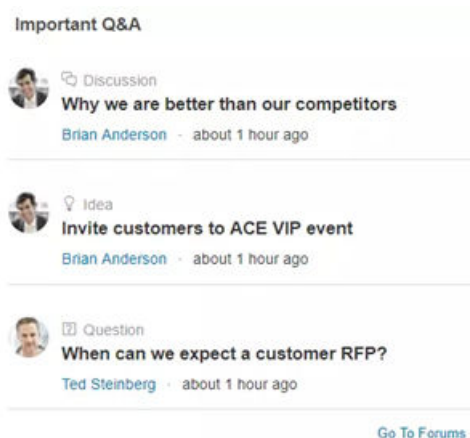 Important Q&A
Discussion
Why we are better than our competitors
Brian Anderson · about 1 hour ago
Idea
Invite customers to ACE VIP event
Brian Anderson · about 1 hour ago
Question
When can we expect a customer RFP?
Ted Steinberg · about 1 hour ago
Go To Forums